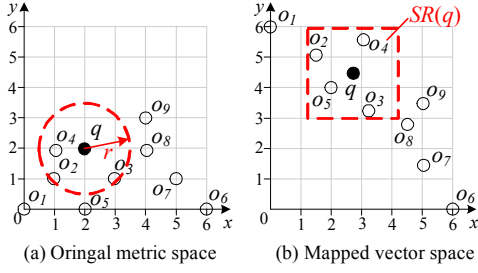 y
6
5
4
3
2
1
0
1 2 3 4 5 6 x
o1
o2
o3
o4
o5
o6
o7
o8
o9
q
r
(a) Oringal metric space
y
6
5
4
3
2
1
0
1 2 3 4 5 6 x
o1
o2
o3
o4
o5
o6
o7
o8
o9
q
SR(q)
(b) Mapped vector space